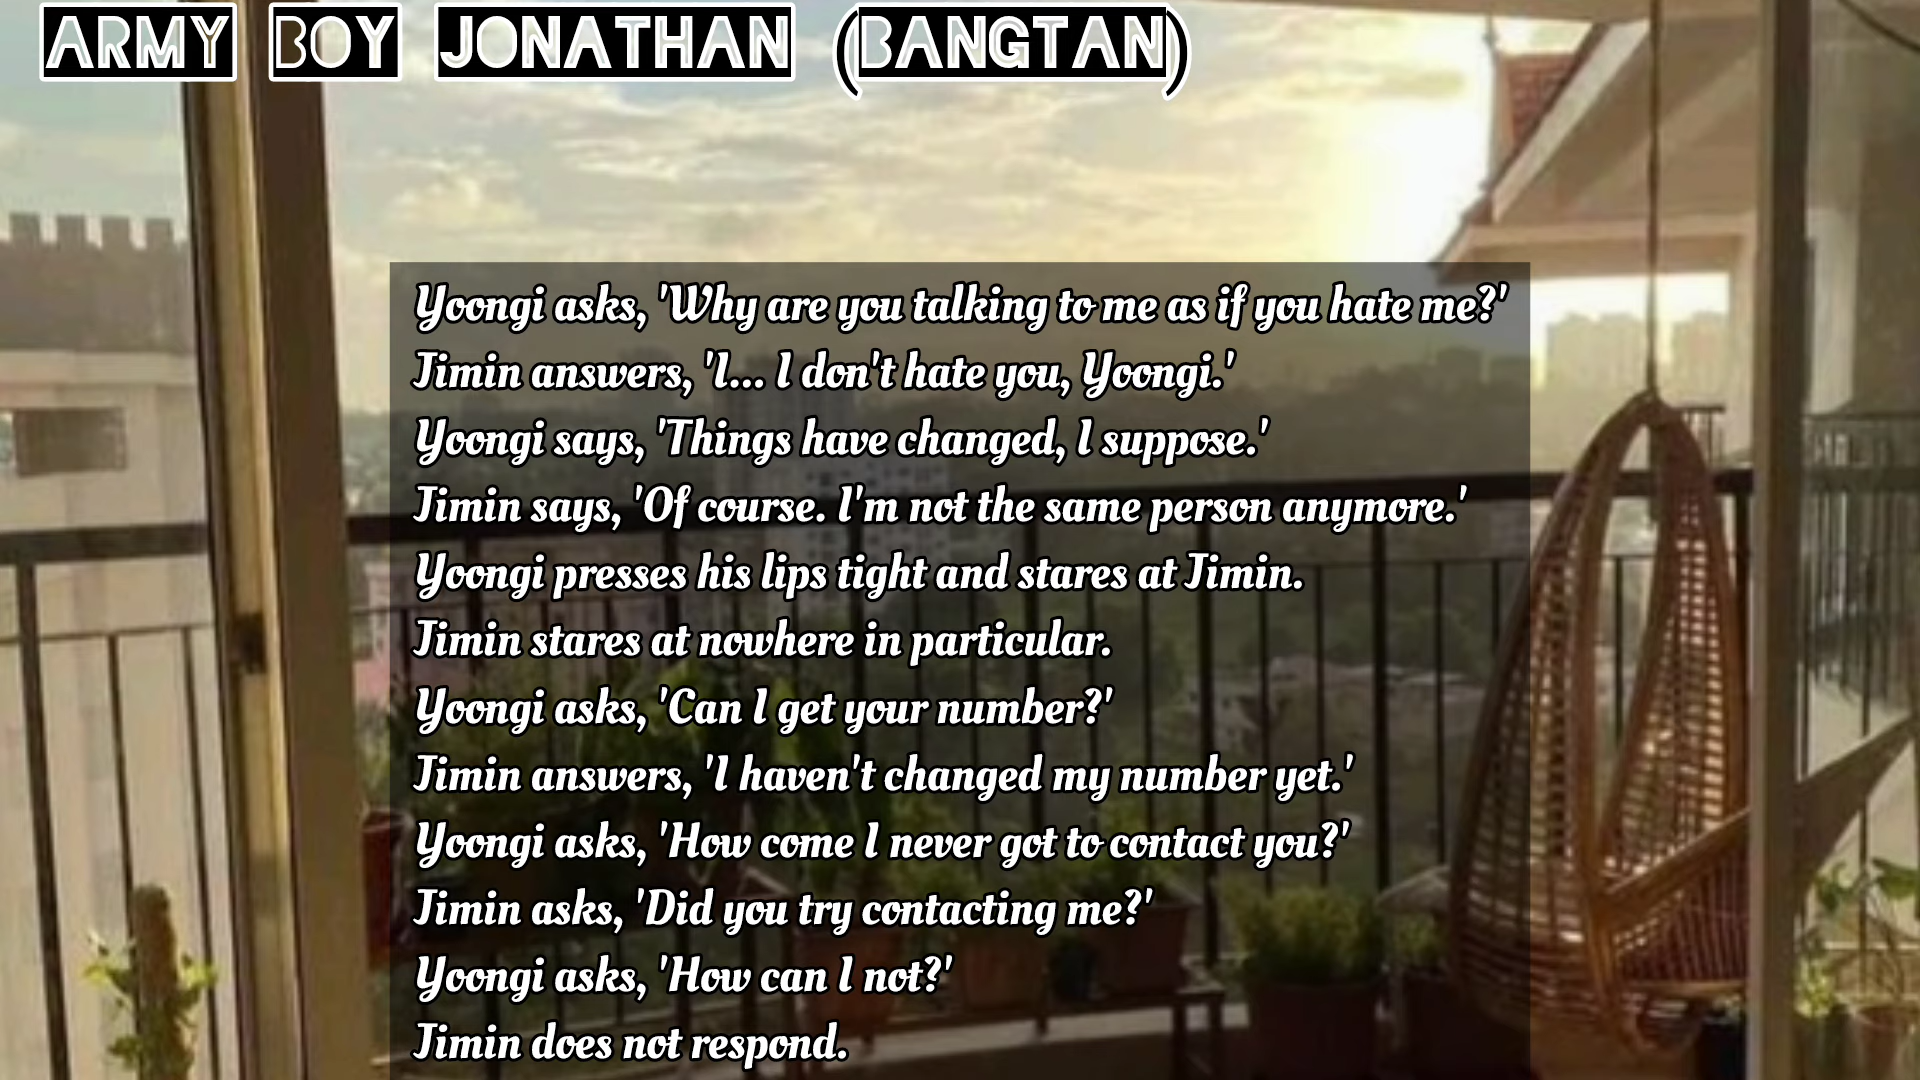 ARMY BOY JONATHAN (BANGTAN)
Yoongi asks, 'Why are you talking to me as if you hate me?'
Jimin answers, 'I... I don't hate you, Yoongi.'
Yoongi says, 'Things have changed, I suppose.'
Jimin says, 'Of course. I'm not the same person anymore.'
Yoongi presses his lips tight and stares at Jimin.
Jimin stares at nowhere in particular.
Yoongi asks, 'Can I get your number?'
Jimin answers, 'I haven't changed my number yet.'
Yoongi asks, 'How come I never got to contact you?'
Jimin asks, 'Did you try contacting me?'
Yoongi asks, 'How can I not?'
Jimin does not respond.